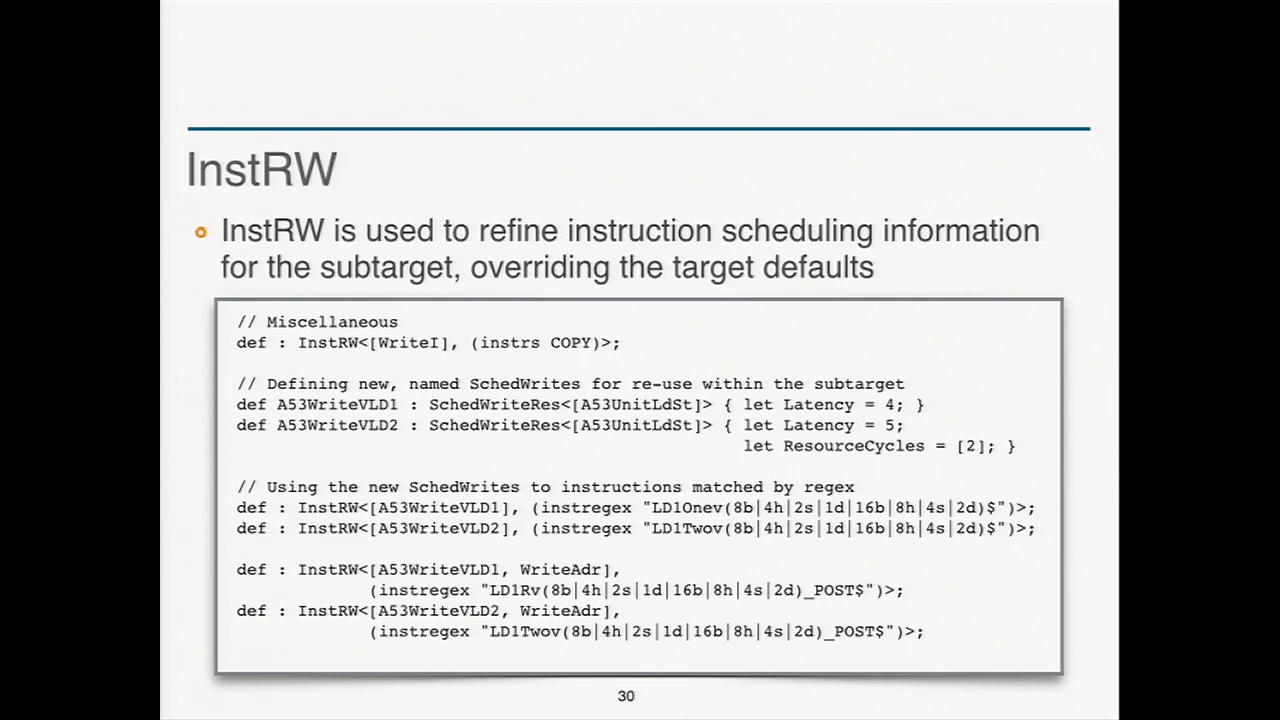 InstRW
InstRW is used to refine instruction scheduling information
for the subtarget, overriding the target defaults
// Miscellaneous
def : InstRW<[WriteI], (instrs COPY)>;
// Defining new, named SchedWrites for re-use within the subtarget
def A53WriteVLD1 : SchedWriteRes<[A53UnitLdSt]> { let Latency = 4; }
def A53WriteVLD2 : SchedWriteRes<[A53UnitLdSt]> { let Latency = 5;
let ResourceCycles = [2]; }
// Using the new SchedWrites to instructions matched by regex
def : InstRW<[A53WriteVLD1], (instregex "LD1Onev(8b|4h|2s|1d|16b|8h|4s|2d)$")>;
def : InstRW<[A53WriteVLD2], (instregex "LD1Twov(8b|4h|2s|1d|16b|8h|4s|2d)$")>;
def : InstRW<[A53WriteVLD1, WriteAdr],
(instregex "LD1Rv(8b|4h|2s|1d|16b|8h|4s|2d)_POST$")>;
def : InstRW<[A53WriteVLD2, WriteAdr],
(instregex "LD1Twov(8b|4h|2s|1d|16b|8h|4s|2d)_POST$")>;
30